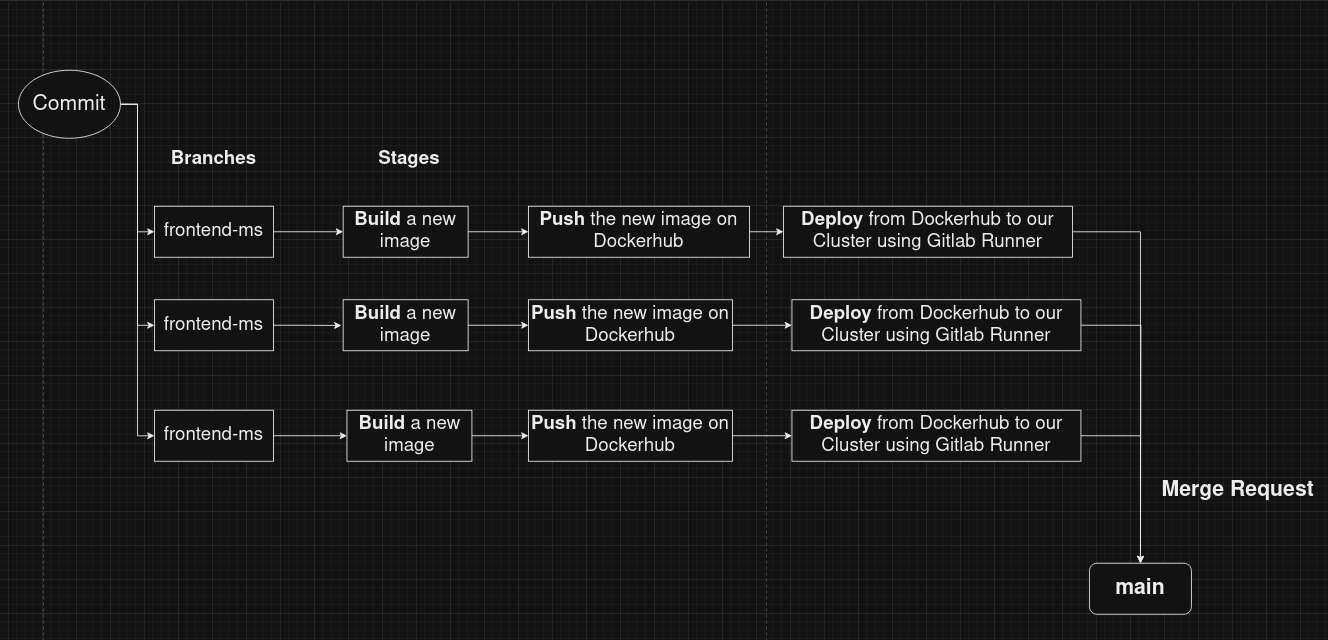 Commit
Branches
Stages
frontend-ms
Build a new
image
Push the new image on
Dockerhub
Deploy from Dockerhub to our
Cluster using Gitlab Runner
frontend-ms
Build a new
image
Push the new image on
Dockerhub
Deploy from Dockerhub to our
Cluster using Gitlab Runner
frontend-ms
Build a new
image
Push the new image on
Dockerhub
Deploy from Dockerhub to our
Cluster using Gitlab Runner
Merge Request
main